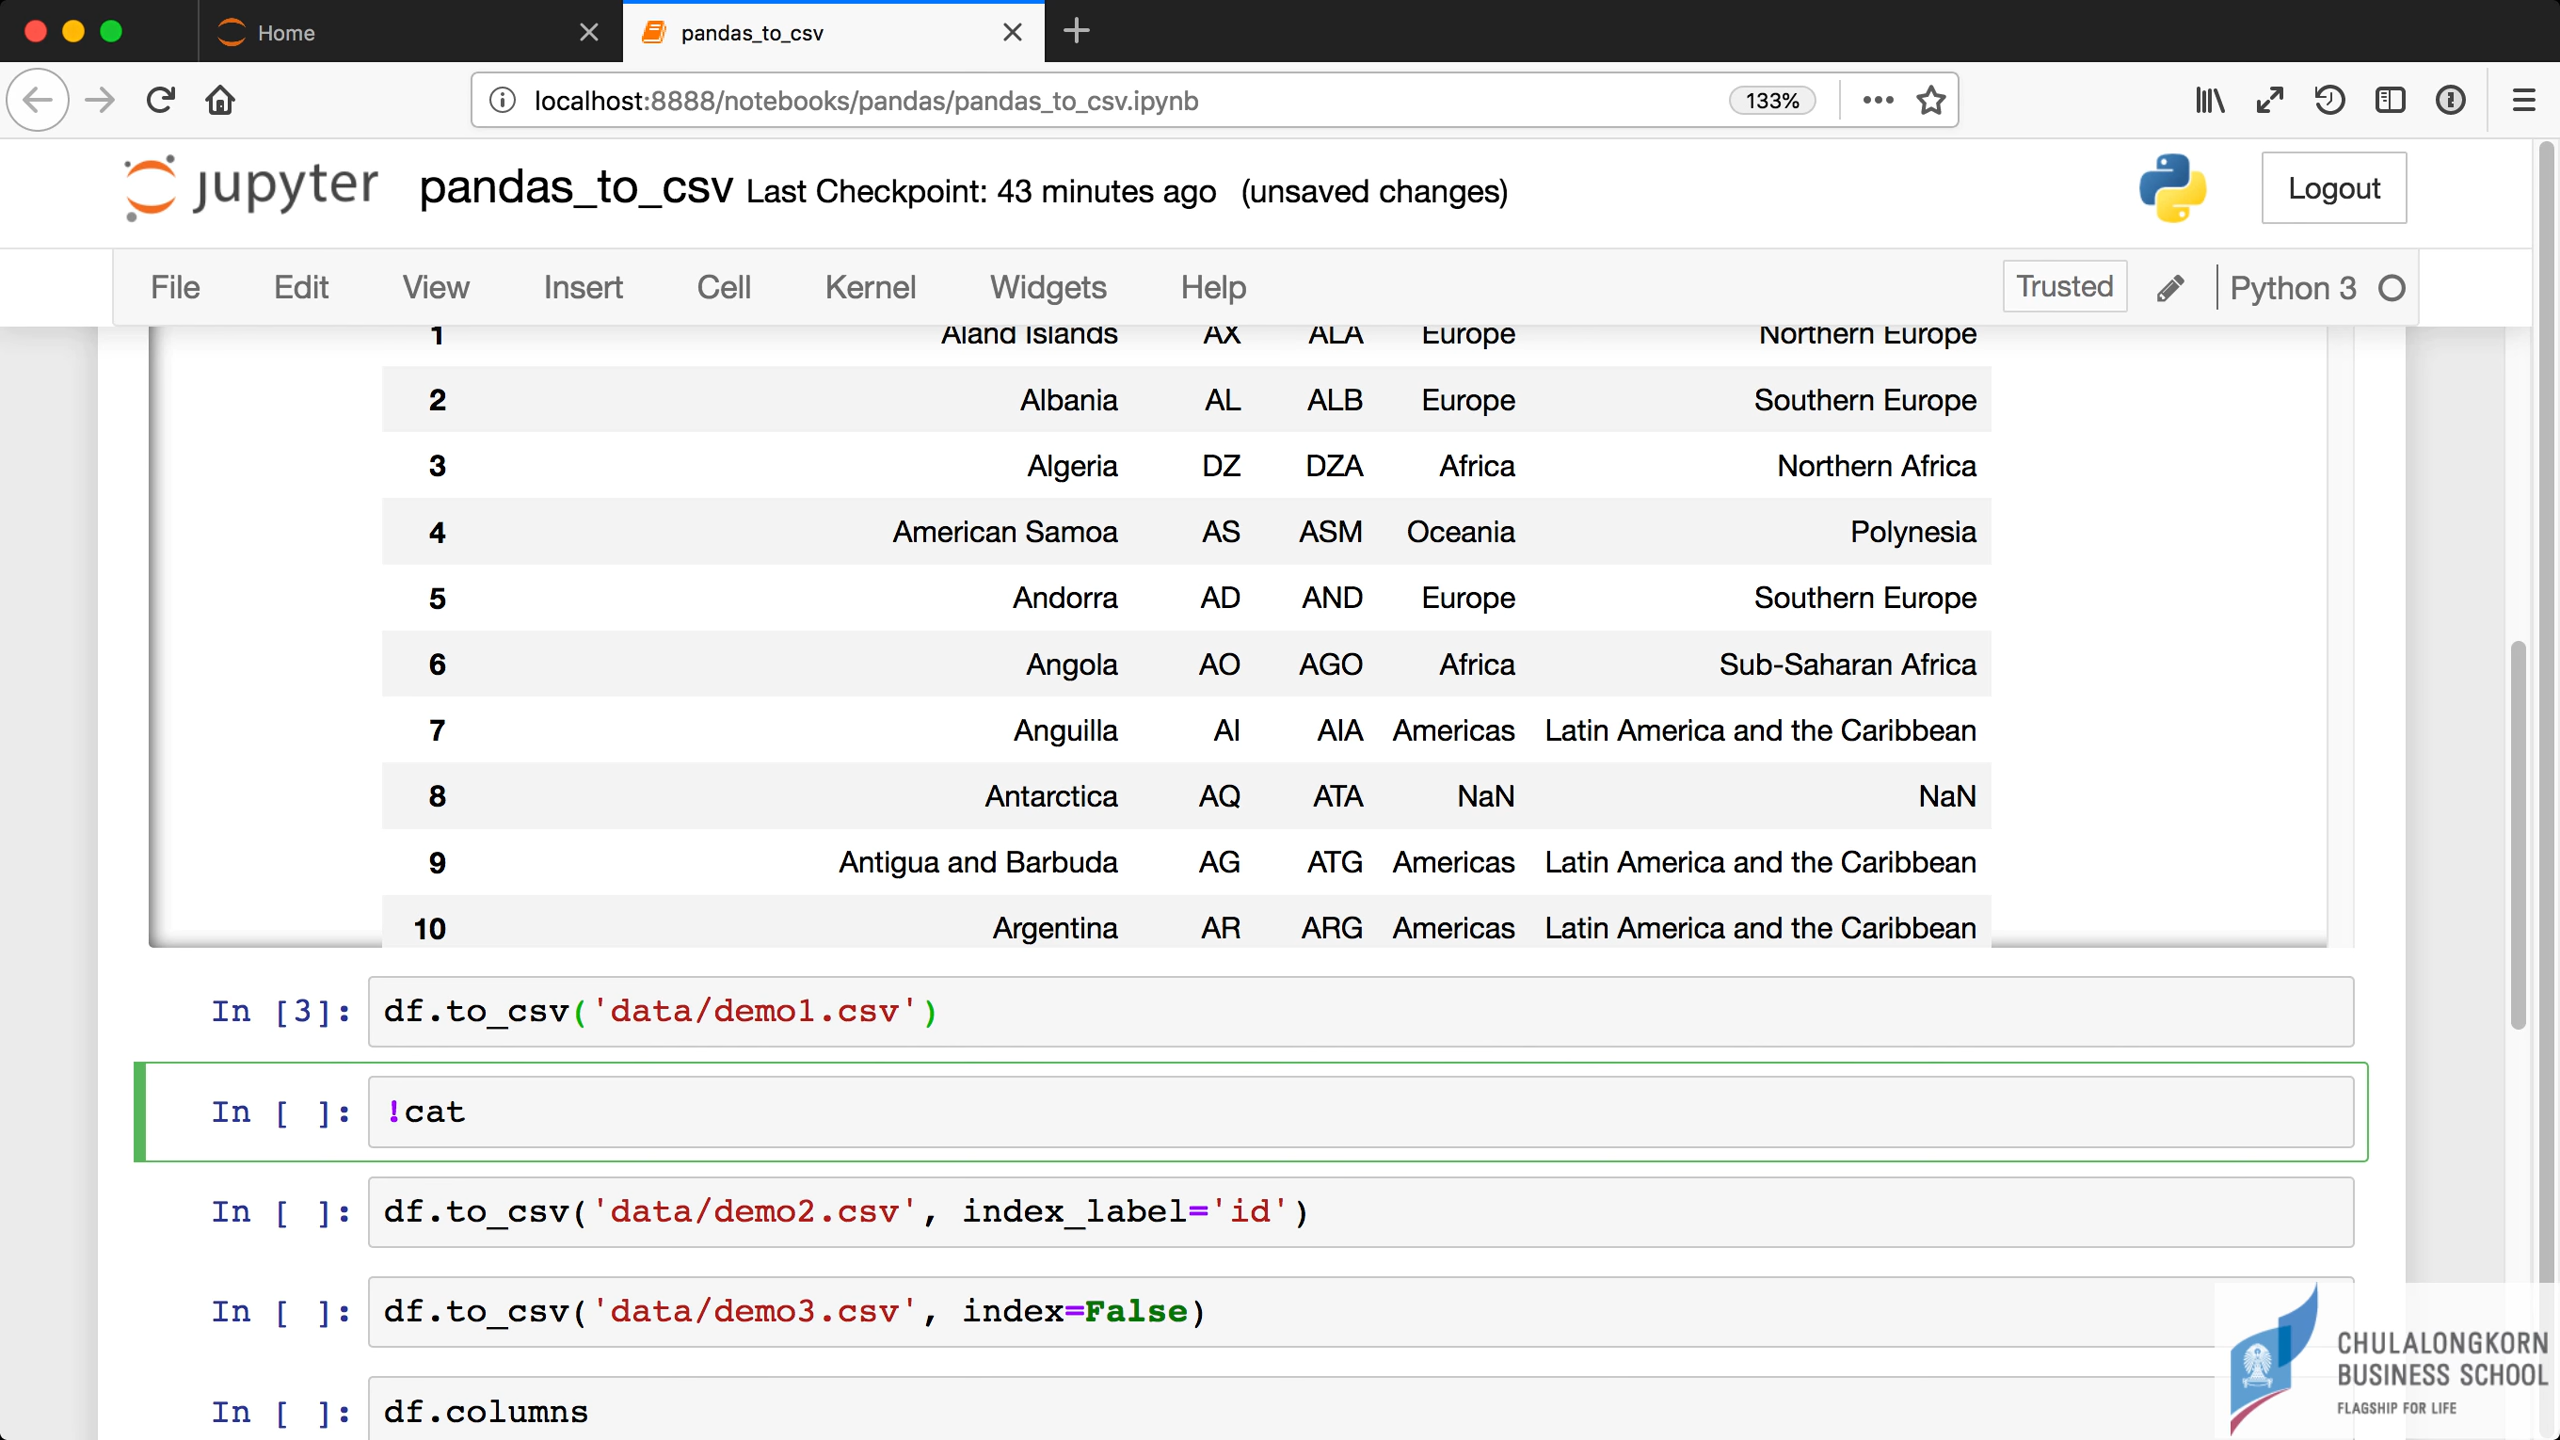 Home
pandas_to_csv
localhost:8888/notebooks/pandas/pandas_to_csv.ipynb
133%
jupyter pandas_to_csv Last Checkpoint: 43 minutes ago (unsaved changes)
Logout
File Edit View Insert Cell Kernel Widgets Help Trusted Python 3
1 Aland Islands AX ALA Europe Northern Europe
2 Albania AL ALB Europe Southern Europe
3 Algeria DZ DZA Africa Northern Africa
4 American Samoa AS ASM Oceania Polynesia
5 Andorra AD AND Europe Southern Europe
6 Angola AO AGO Africa Sub-Saharan Africa
7 Anguilla AI AIA Americas Latin America and the Caribbean
8 Antarctica AQ ATA NaN NaN
9 Antigua and Barbuda AG ATG Americas Latin America and the Caribbean
10 Argentina AR ARG Americas Latin America and the Caribbean
In [3]: df.to_csv('data/demo1.csv')
In [ ]: !cat
In [ ]: df.to_csv('data/demo2.csv', index_label='id')
In [ ]: df.to_csv('data/demo3.csv', index=False)
In [ ]: df.columns
CHULALONGKORN
BUSINESS SCHOOL
FLAGSHIP FOR LIFE